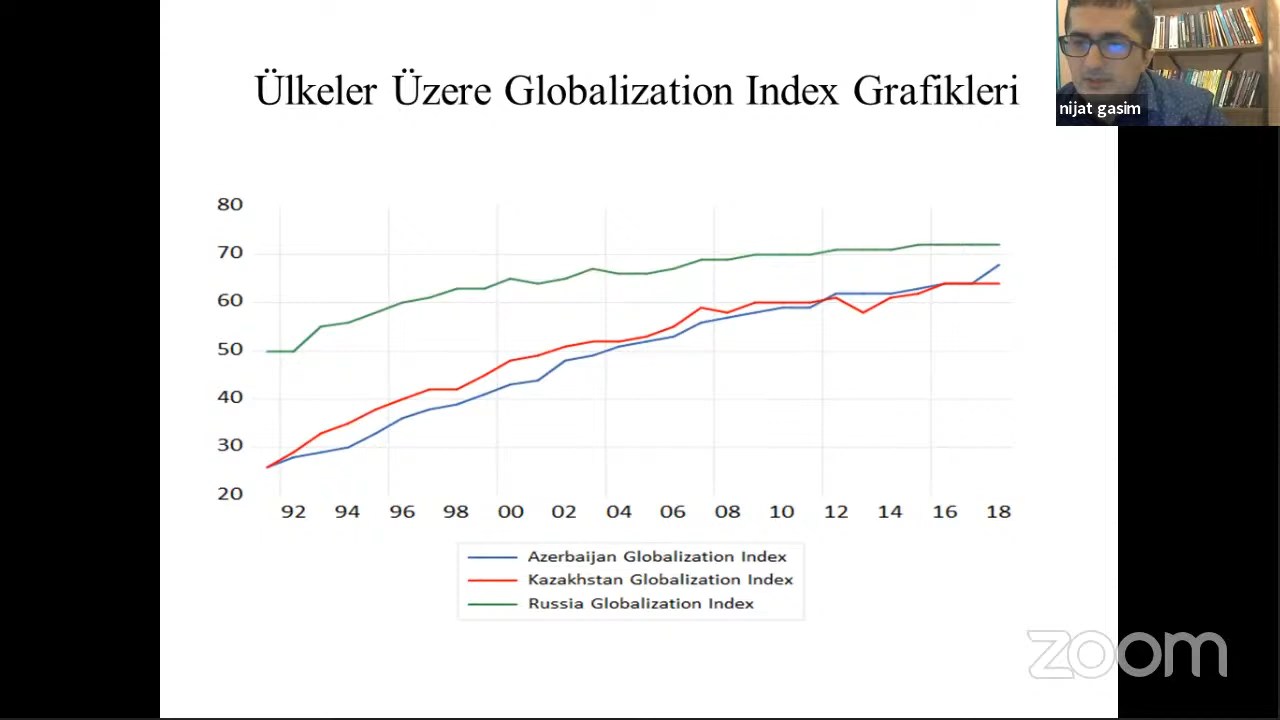 Ülkeler Üzere Globalization Index Grafikleri
nijat gasim
80
70
60
50
40
30
20
92 94 96 98 00 02 04 06 08 10 12 14 16 18
Azerbaijan Globalization Index
Kazakhstan Globalization Index
Russia Globalization Index
zoom